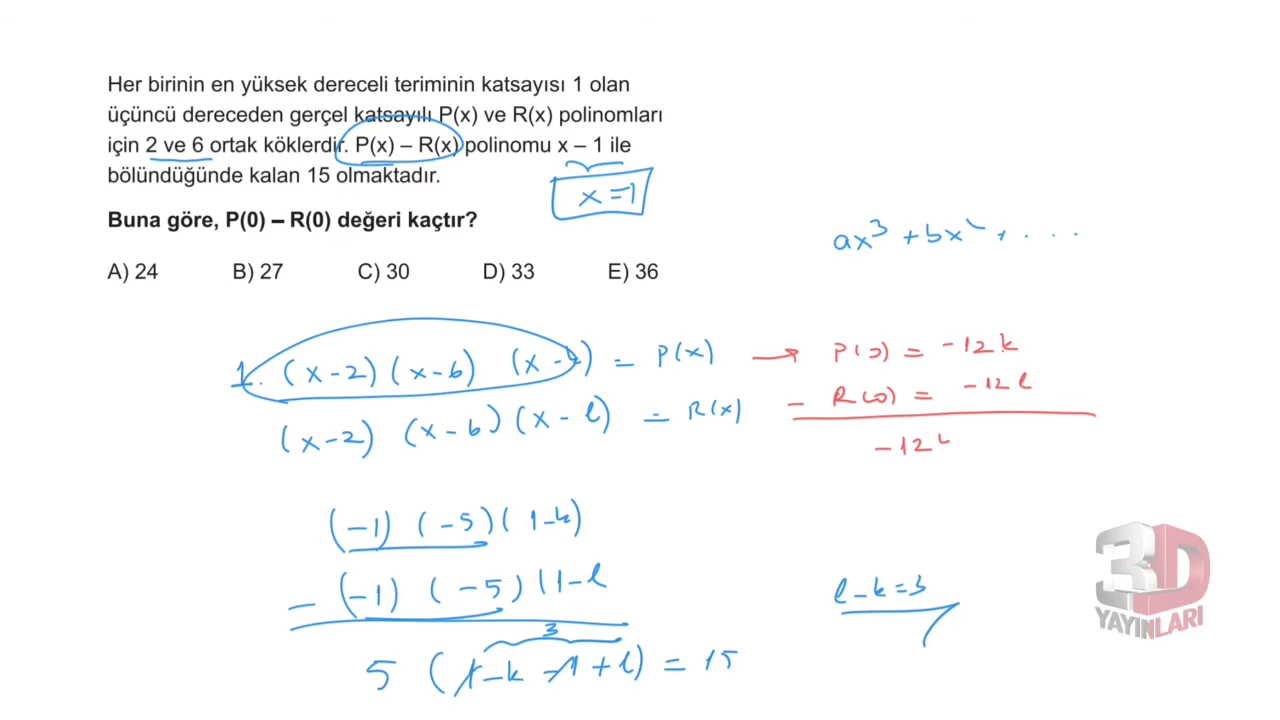 Her birinin en yüksek dereceli teriminin katsayısı 1 olan
üçüncü dereceden gerçel katsayılı P(x) ve R(x) polinomları
için 2 ve 6 ortak köklerdir. P(x) – R(x) polinomu x – 1 ile
bölündüğünde kalan 15 olmaktadır.
x = 1
Buna göre, P(0) – R(0) değeri kaçtır?
A) 24 B) 27 C) 30 D) 33 E) 36
ax³ + bx² + . . . .
1. (x-2) (x-6) (x-k) = P(x) → P(0) = -12k
(x-2) (x-6) (x-l) = R(x) - R(0) = -12l
-12k
(-1) (-5) (1-k)
- (-1) (-5) (1-l
3
5 (1-k -1+l) = 15
l-k=3
3D
YAYINLARI